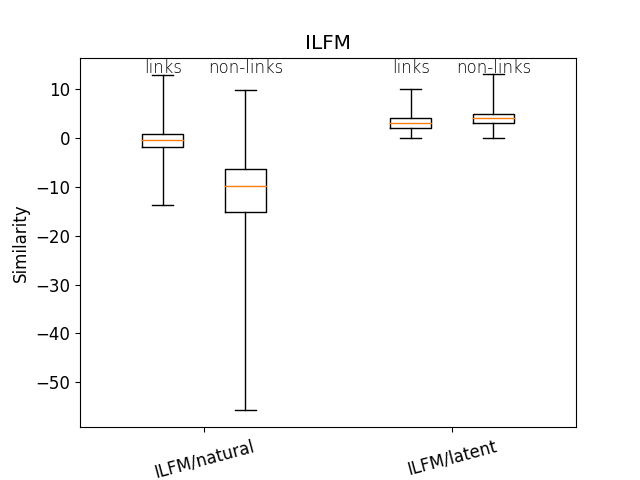 ILFM
links non-links links non-links
10
0
−10
−20
−30
−40
−50
Similarity
ILFM/natural ILFM/latent